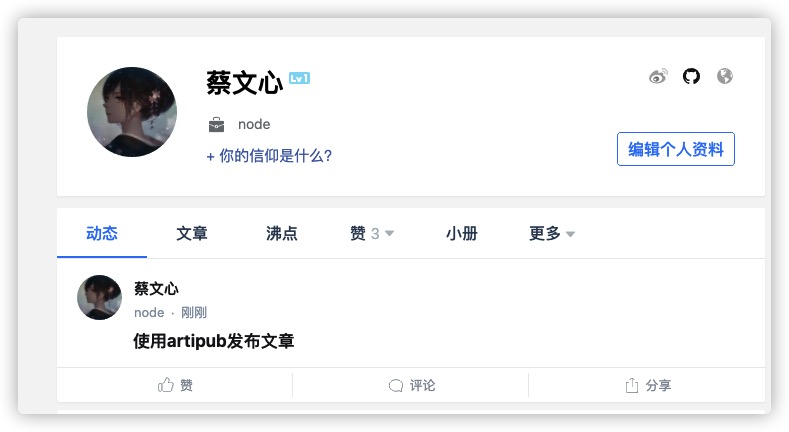 蔡文心 Lv1
node
+ 你的信仰是什么?
编辑个人资料
动态 文章 沸点 赞 3 小册 更多
蔡文心
node · 刚刚
使用artipub发布文章
赞 评论 分享